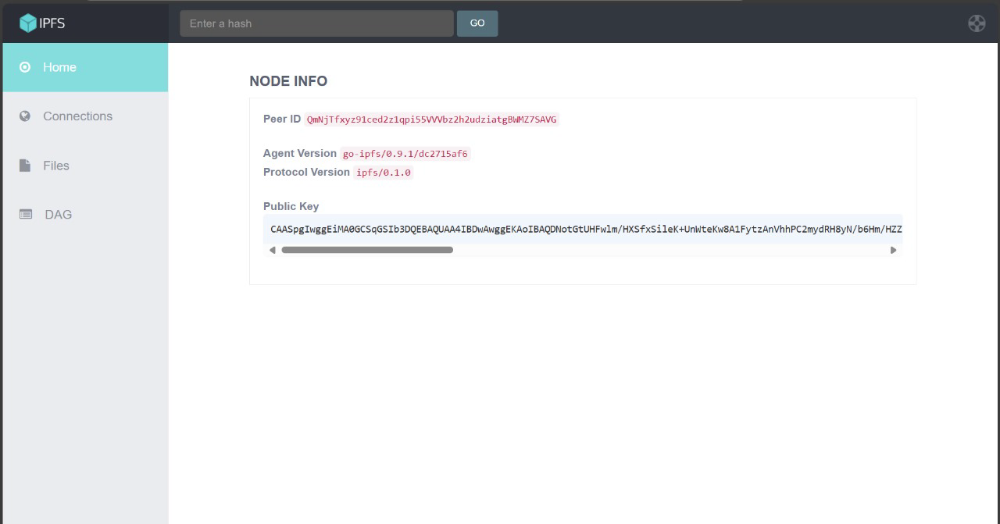 IPFS
Enter a hash
GO
Home
Connections
Files
DAG
NODE INFO
Peer ID QmNjTfxyz91ced2z1qpi55VVVbz2h2udziatgBWMZ7SAVG
Agent Version go-ipfs/0.9.1/dc2715af6
Protocol Version ipfs/0.1.0
Public Key
CAASpgIwggEiMA0GCSqGSIb3DQEBAQUAA4IBDwAwggEKAoIBAQDNotGtUHFwlm/HXSfxSileK+UnWteKw8A1FytzAnVhhPC2mydRH8yN/b6Hm/HZZ